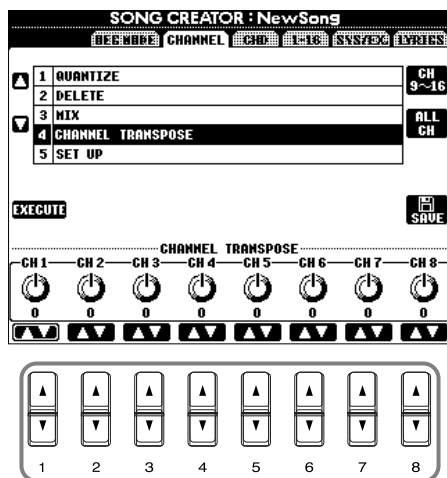 SONG CREATOR : NewSong
REC MODE CHANNEL CHD 1-16 SYS/EX. LYRICS
1 QUANTIZE
2 DELETE
3 MIX
4 CHANNEL TRANSPOSE
5 SET UP
CH 9~16
ALL CH
EXECUTE
SAVE
CHANNEL TRANSPOSE
CH 1 CH 2 CH 3 CH 4 CH 5 CH 6 CH 7 CH 8
0 0 0 0 0 0 0 0
1 2 3 4 5 6 7 8